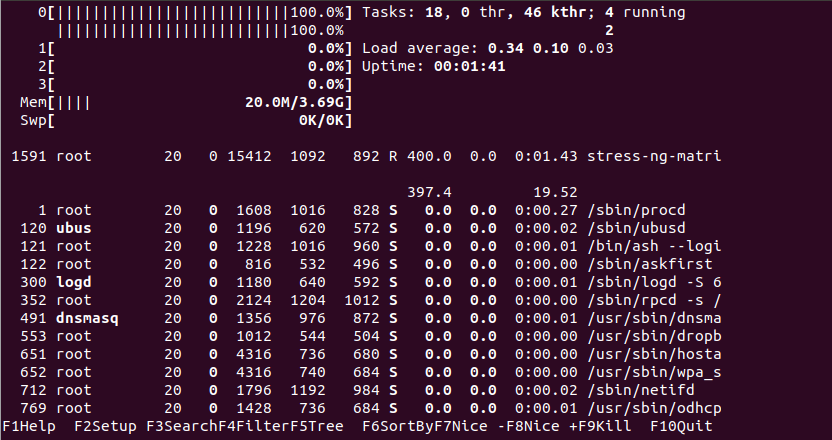 0[||||||||||||||||||||||||||100.0%] Tasks: 18, 0 thr, 46 kthr; 4 running
||||||||||||||||||||||||||100.0% 2
1[ 0.0%] Load average: 0.34 0.10 0.03
2[ 0.0%] Uptime: 00:01:41
3[ 0.0%]
Mem[|||| 20.0M/3.69G]
Swp[ 0K/0K]
1591 root 20 0 15412 1092 892 R 400.0 0.0 0:01.43 stress-ng-matri
397.4 19.52
1 root 20 0 1608 1016 828 S 0.0 0.0 0:00.27 /sbin/procd
120 ubus 20 0 1196 620 572 S 0.0 0.0 0:00.02 /sbin/ubusd
121 root 20 0 1228 1016 960 S 0.0 0.0 0:00.01 /bin/ash --logi
122 root 20 0 816 532 496 S 0.0 0.0 0:00.00 /sbin/askfirst
300 logd 20 0 1180 640 592 S 0.0 0.0 0:00.01 /sbin/logd -S 6
352 root 20 0 2124 1204 1012 S 0.0 0.0 0:00.00 /sbin/rpcd -s /
491 dnsmasq 20 0 1356 976 872 S 0.0 0.0 0:00.01 /usr/sbin/dnsma
553 root 20 0 1012 544 504 S 0.0 0.0 0:00.00 /usr/sbin/dropb
651 root 20 0 4316 736 680 S 0.0 0.0 0:00.00 /usr/sbin/hosta
652 root 20 0 4316 740 684 S 0.0 0.0 0:00.00 /usr/sbin/wpa_s
712 root 20 0 1796 1192 984 S 0.0 0.0 0:00.02 /sbin/netifd
769 root 20 0 1428 736 684 S 0.0 0.0 0:00.01 /usr/sbin/odhcp
F1Help F2Setup F3SearchF4FilterF5Tree F6SortByF7Nice -F8Nice +F9Kill F10Quit